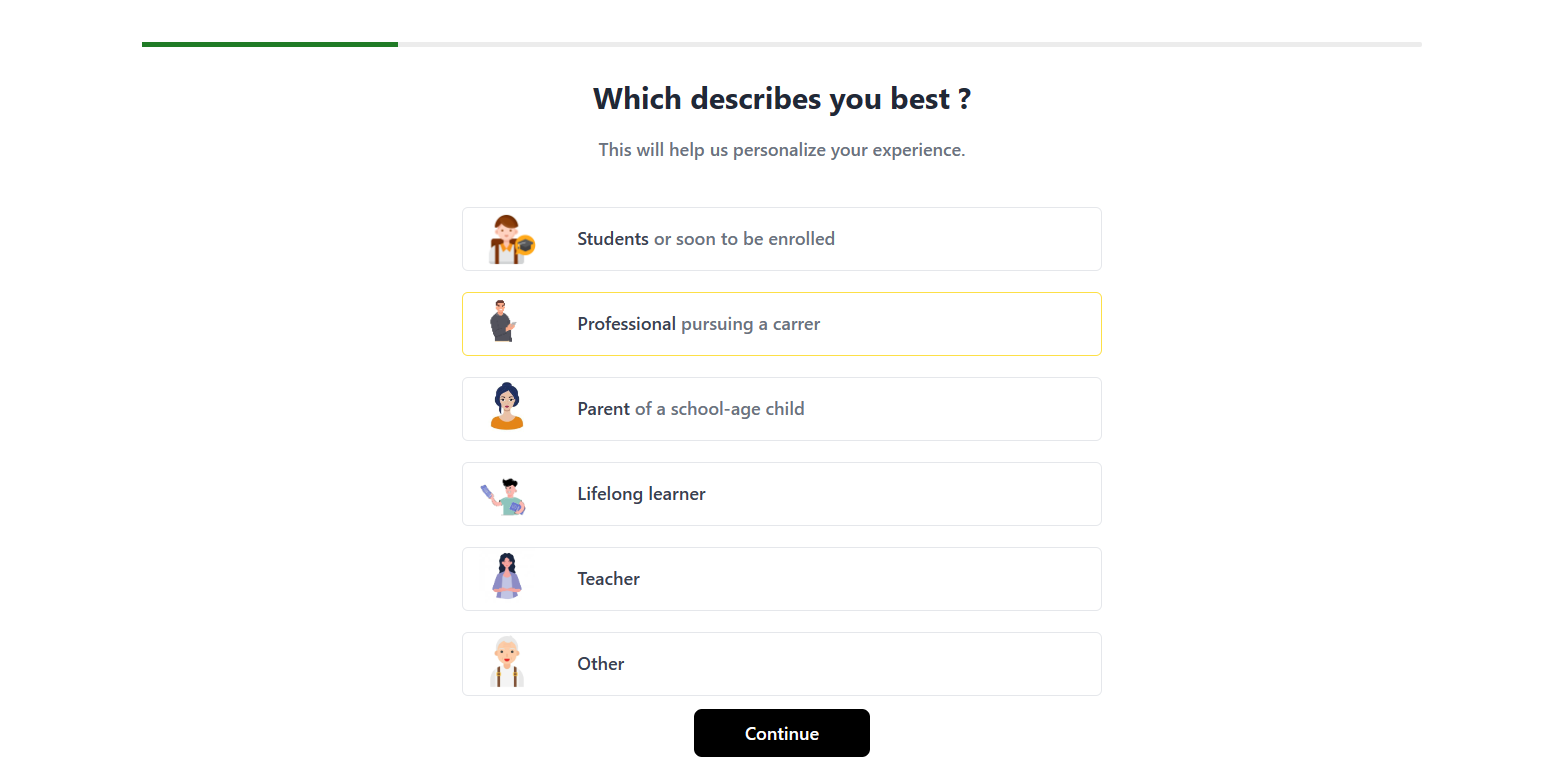 Which describes you best ?
This will help us personalize your experience.
Students or soon to be enrolled
Professional pursuing a carrer
Parent of a school-age child
Lifelong learner
Teacher
Other
Continue